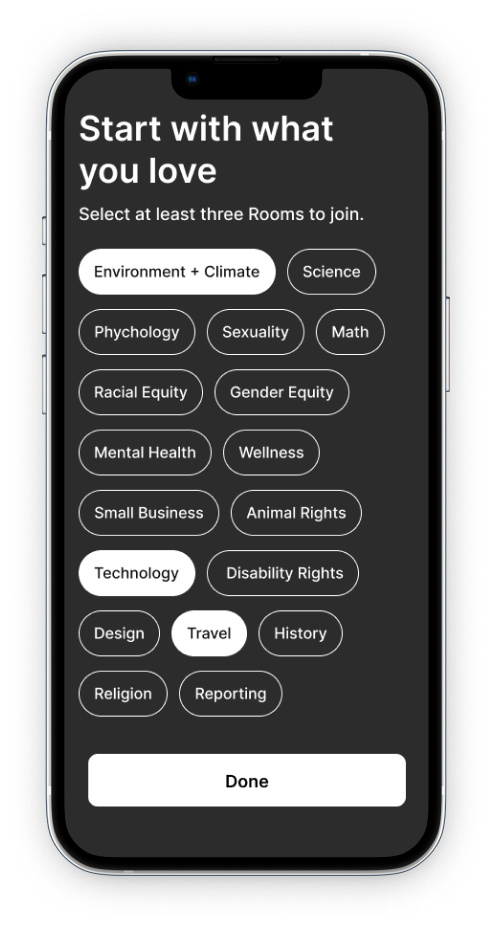 Start with what
you love
Select at least three Rooms to join.
Environment + Climate Science
Phychology Sexuality Math
Racial Equity Gender Equity
Mental Health Wellness
Small Business Animal Rights
Technology Disability Rights
Design Travel History
Religion Reporting
Done